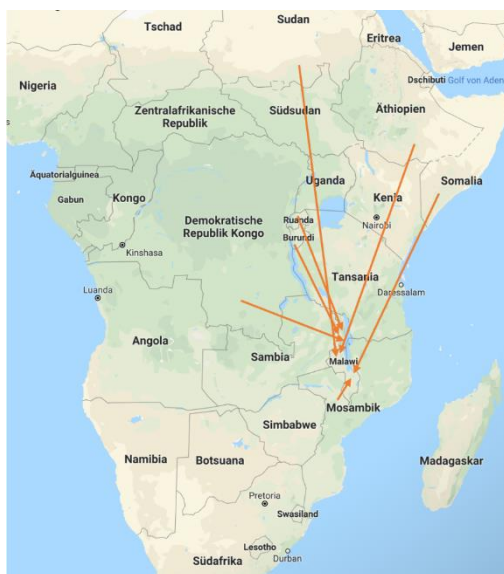 Tschad
Sudan
Eritrea
Jemen
Dschibuti
Golf von Aden
Nigeria
Südsudan
Äthiopien
Zentralafrikanische
Republik
Äquatorialguinea
Gabun
Kongo
Uganda
Kenia
Somalia
Demokratische
Republik Kongo
Ruanda
Burundi
Nairobi
Kinshasa
Tansania
Daressalam
Luanda
Angola
Sambia
Malawi
Mosambik
Simbabwe
Madagaskar
Namibia
Botsuana
Pretoria
Swasiland
Lesotho
Durban
Südafrika